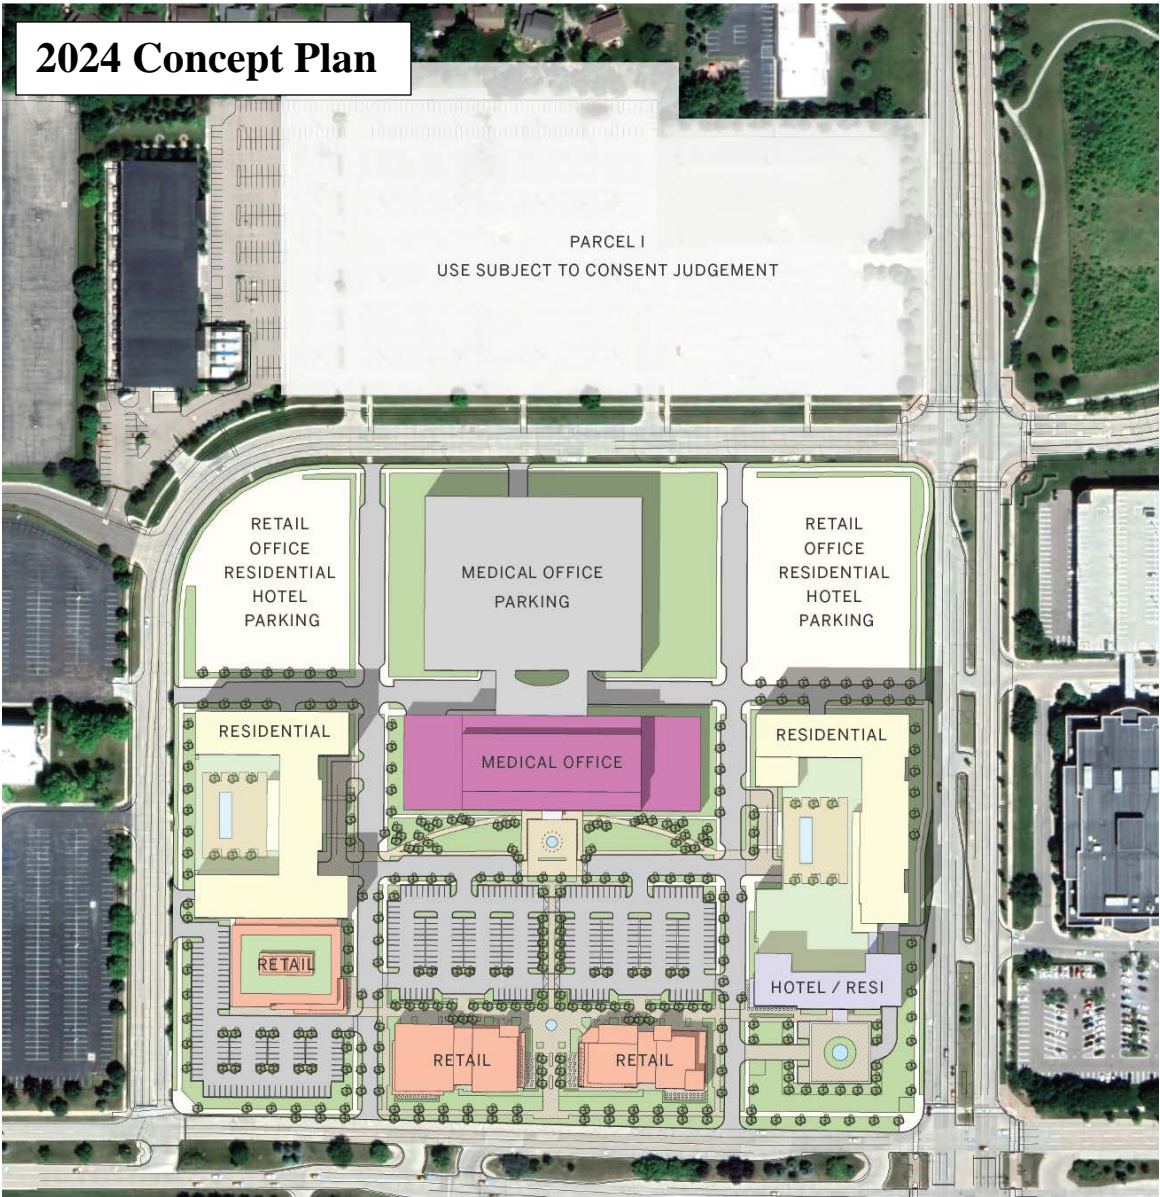 2024 Concept Plan
PARCEL I
USE SUBJECT TO CONSENT JUDGEMENT
RETAIL
OFFICE
RESIDENTIAL
HOTEL
PARKING
MEDICAL OFFICE
PARKING
RETAIL
OFFICE
RESIDENTIAL
HOTEL
PARKING
RESIDENTIAL
MEDICAL OFFICE
RESIDENTIAL
RETAIL
HOTEL / RESI
RETAIL
RETAIL